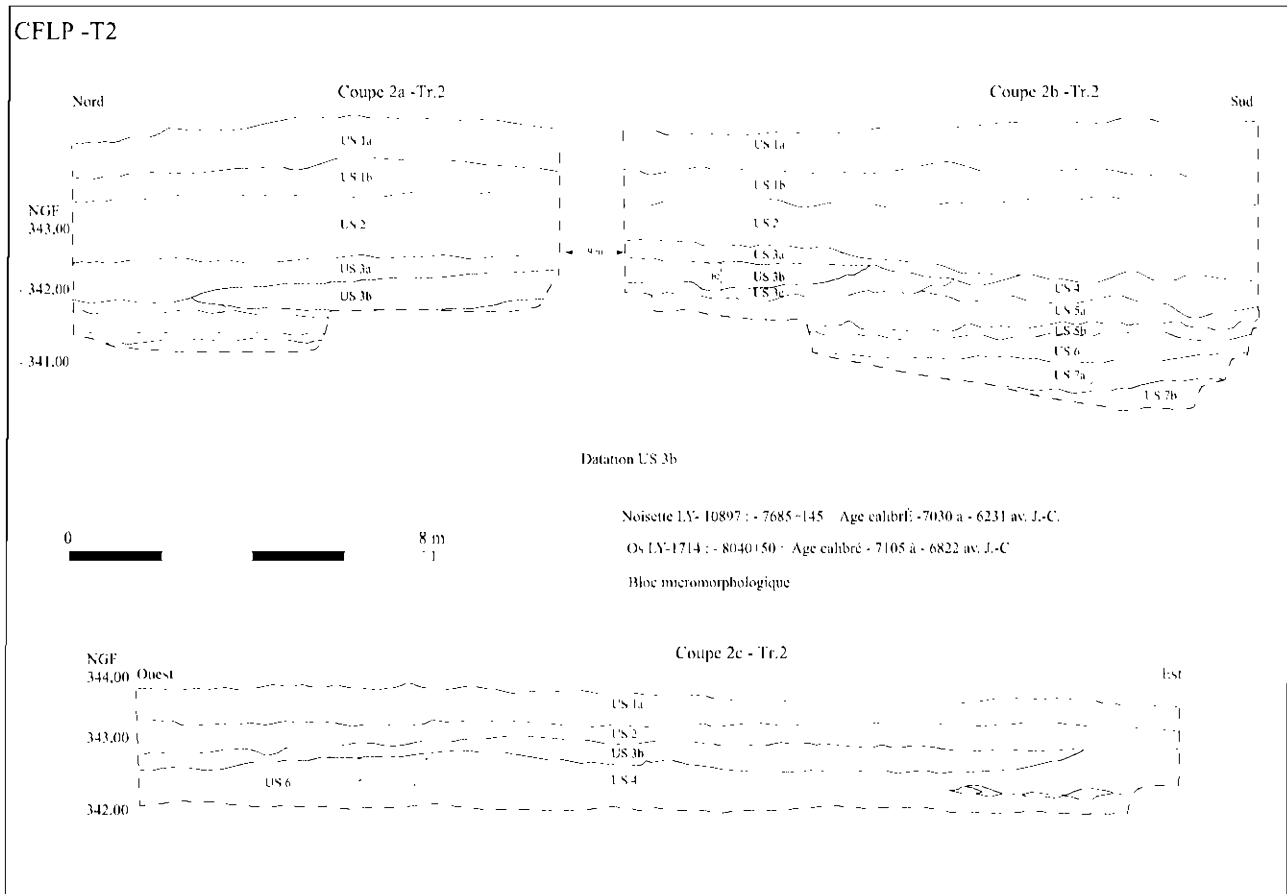 CFLP -T2
Coupe 2a -Tr.2
Coupe 2b -Tr.2
Nord
Sud
US 1a
US 1a
US 1b
US 1b
NGF
343,00
US 2
US 2
9 m
US 3a
US 3a
US 3b
US 3b
- 342,00
US 3c
US 4
US 5a
US 5b
- 341,00
US 6
US 7a
US 7b
Datation US 3b
Noisette LY- 10897 : - 7685 +145 Age calibrÈ -7030 a - 6231 av. J.-C.
0
8 m
Os LY-1714 : - 8040+50 : Age calibré - 7105 à - 6822 av. J.-C
Bloc micromorphologique
Coupe 2c - Tr.2
NGF
344,00
Ouest
Est
US 1a
US 2
343,00
US 3b
US 6
US 4
342,00